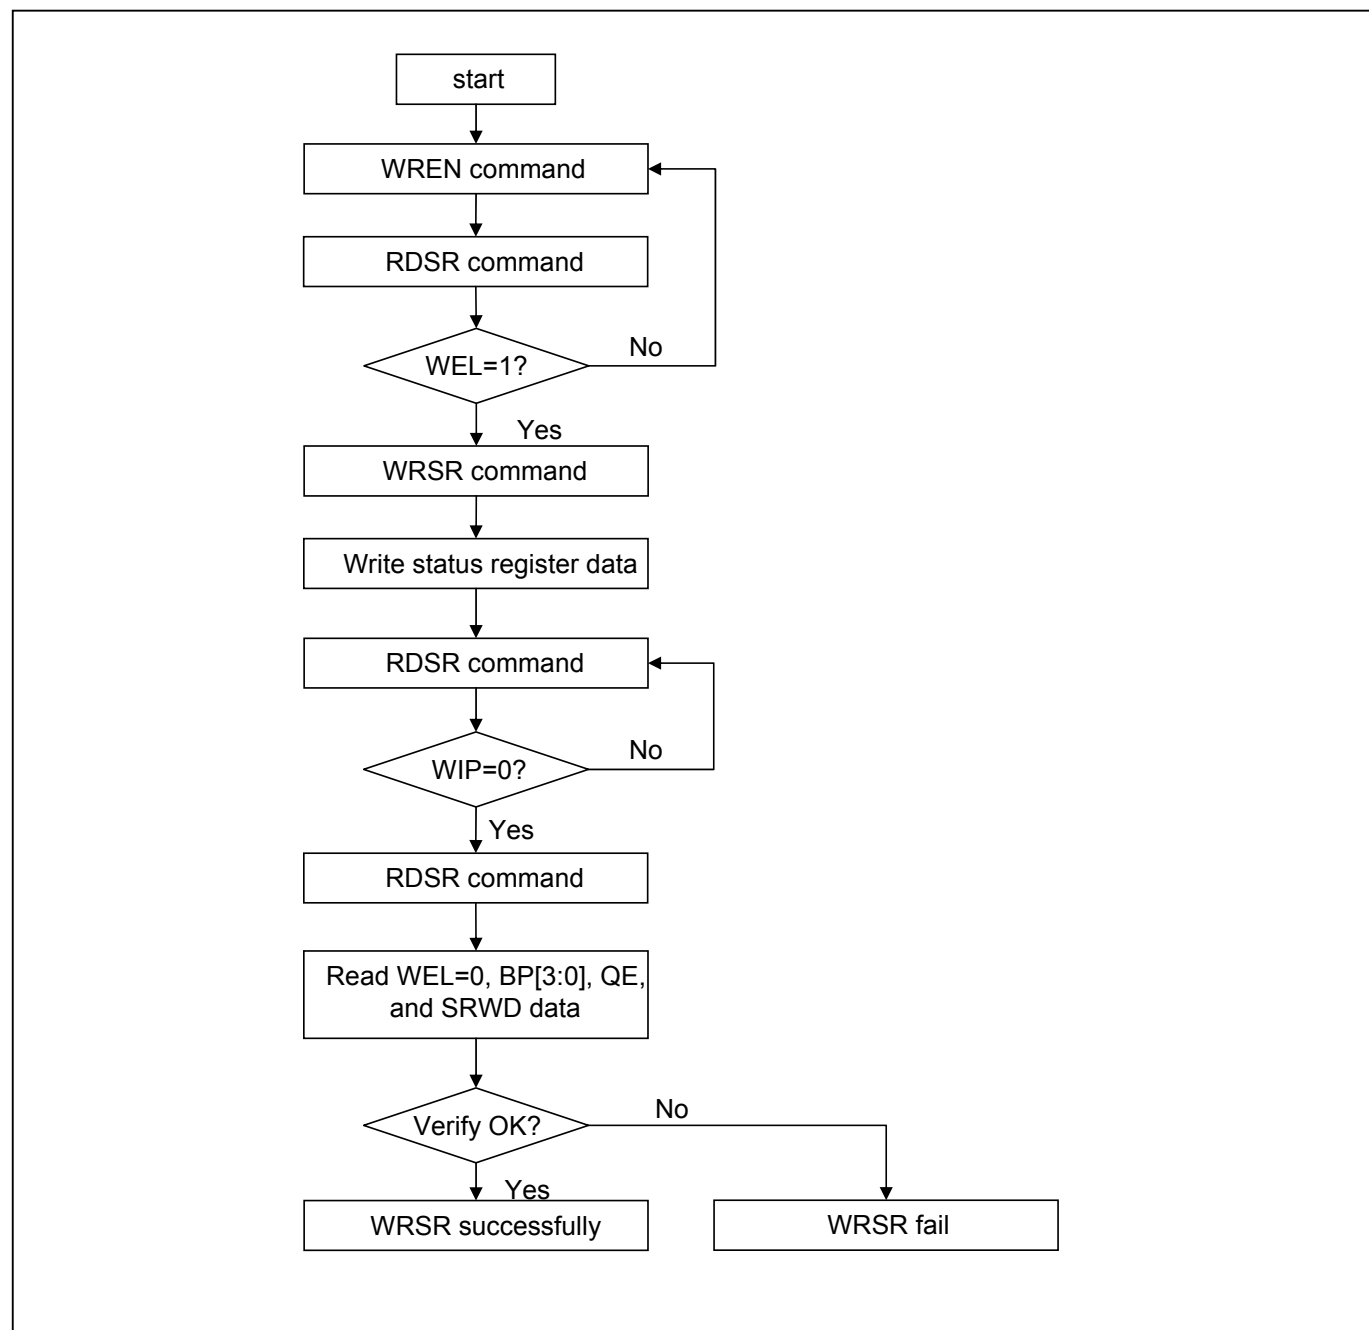 start
WREN command
RDSR command
WEL=1?
No
Yes
WRSR command
Write status register data
RDSR command
WIP=0?
No
Yes
RDSR command
Read WEL=0, BP[3:0], QE,
and SRWD data
Verify OK?
No
Yes
WRSR successfully
WRSR fail